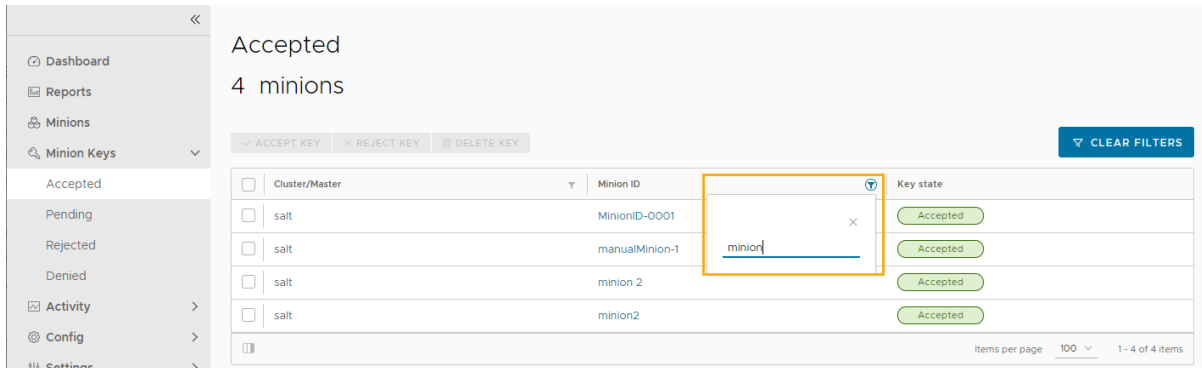 Dashboard
Reports
Minions
Minion Keys
Accepted
Pending
Rejected
Denied
Activity
Config
Settings
Accepted
4 minions
ACCEPT KEY REJECT KEY DELETE KEY
CLEAR FILTERS
Cluster/Master Minion ID Key state
salt MinionID-0001 Accepted
salt manualMinion-1 Accepted
minion
salt minion 2 Accepted
salt minion2 Accepted
Items per page 100 1 - 4 of 4 items